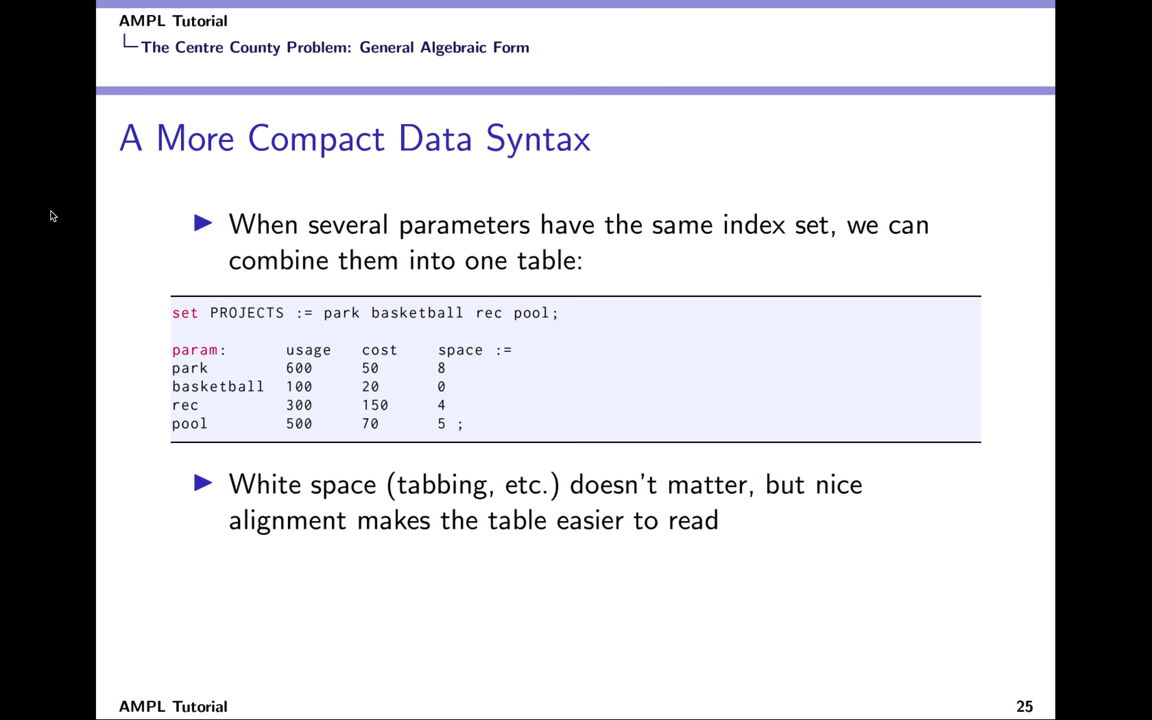 AMPL Tutorial
The Centre County Problem: General Algebraic Form
A More Compact Data Syntax
When several parameters have the same index set, we can
combine them into one table:
set PROJECTS := park basketball rec pool;
param: usage cost space :=
park 600 50 8
basketball 100 20 0
rec 300 150 4
pool 500 70 5 ;
White space (tabbing, etc.) doesn't matter, but nice
alignment makes the table easier to read
AMPL Tutorial 25